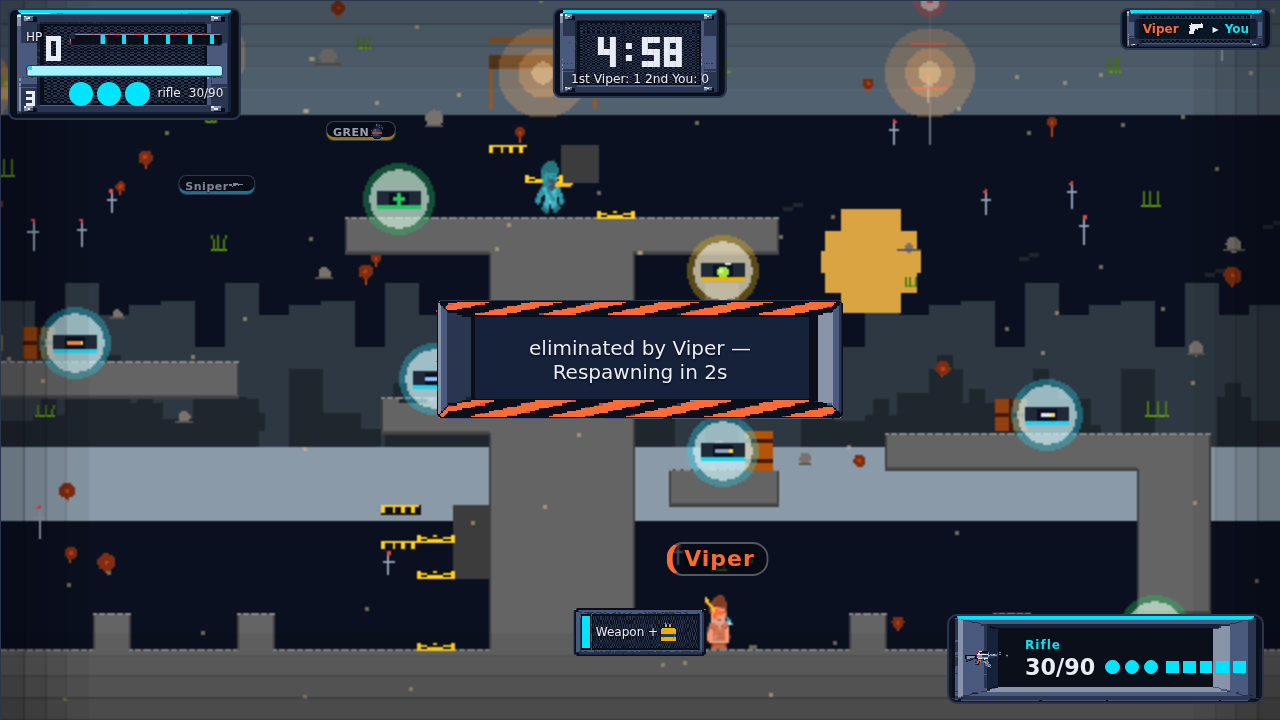 HP
0
3
rifle 30/90
4:58
1st Viper: 1 2nd You: 0
Viper ▸ You
GREN
Sniper
eliminated by Viper —
Respawning in 2s
Viper
Weapon +
Rifle
30/90